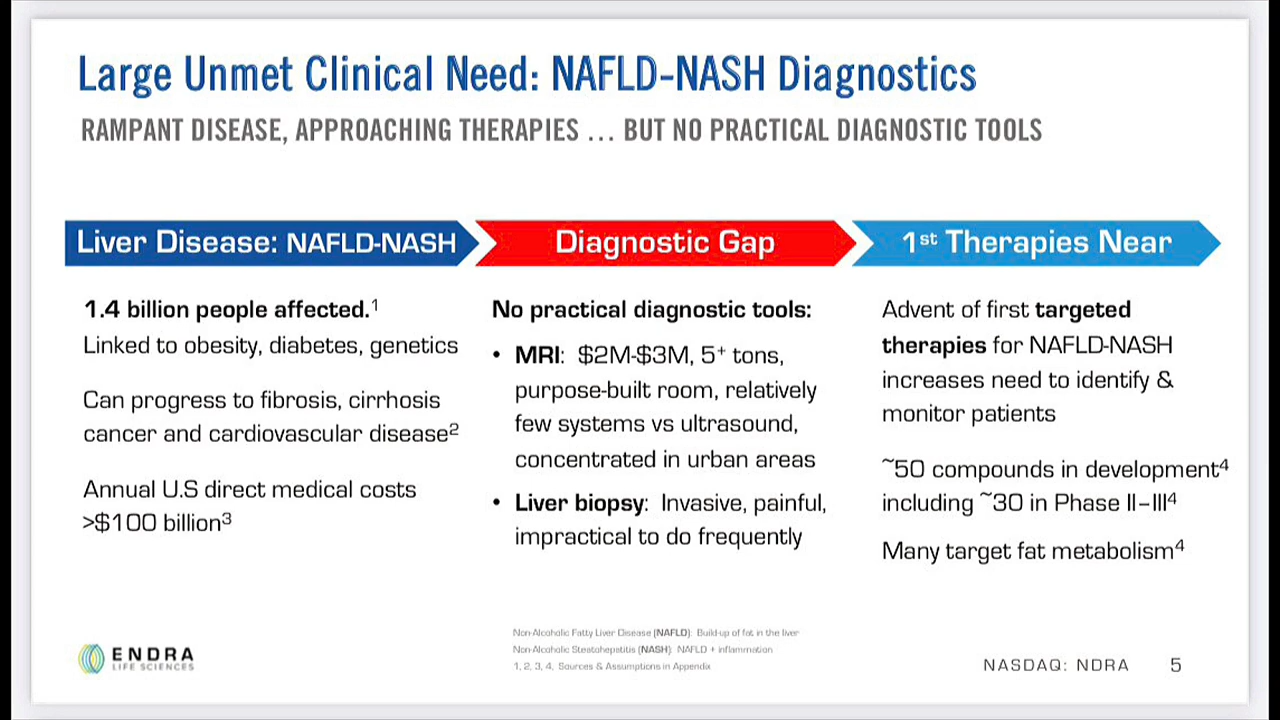 Large Unmet Clinical Need: NAFLD-NASH Diagnostics
RAMPANT DISEASE, APPROACHING THERAPIES ... BUT NO PRACTICAL DIAGNOSTIC TOOLS
Liver Disease: NAFLD-NASH
1.4 billion people affected.¹
Linked to obesity, diabetes, genetics
Can progress to fibrosis, cirrhosis
cancer and cardiovascular disease²
Annual U.S direct medical costs
>$100 billion³
Diagnostic Gap
No practical diagnostic tools:
• MRI: $2M-$3M, 5⁺ tons,
purpose-built room, relatively
few systems vs ultrasound,
concentrated in urban areas
• Liver biopsy: Invasive, painful,
impractical to do frequently
1st Therapies Near
Advent of first targeted
therapies for NAFLD-NASH
increases need to identify &
monitor patients
~50 compounds in development⁴
including ~30 in Phase II–III⁴
Many target fat metabolism⁴
Non-Alcoholic Fatty Liver Disease (NAFLD): Build-up of fat in the liver
Non-Alcoholic Steatohepatitis (NASH): NAFLD + inflammation
1, 2, 3, 4, Sources & Assumptions in Appendix
ENDRA
LIFE SCIENCES
NASDAQ: NDRA 5